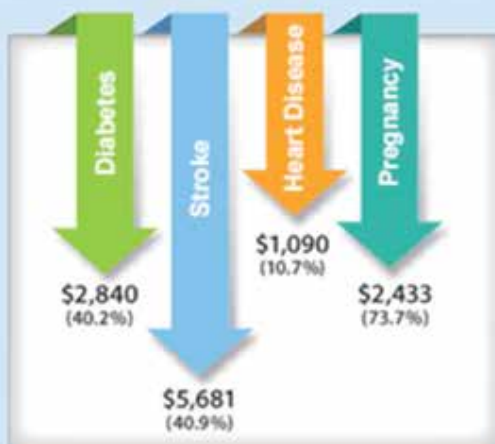 Diabetes
$2,840
(40.2%)
Stroke
$5,681
(40.9%)
Heart Disease
$1,090
(10.7%)
Pregnancy
$2,433
(73.7%)